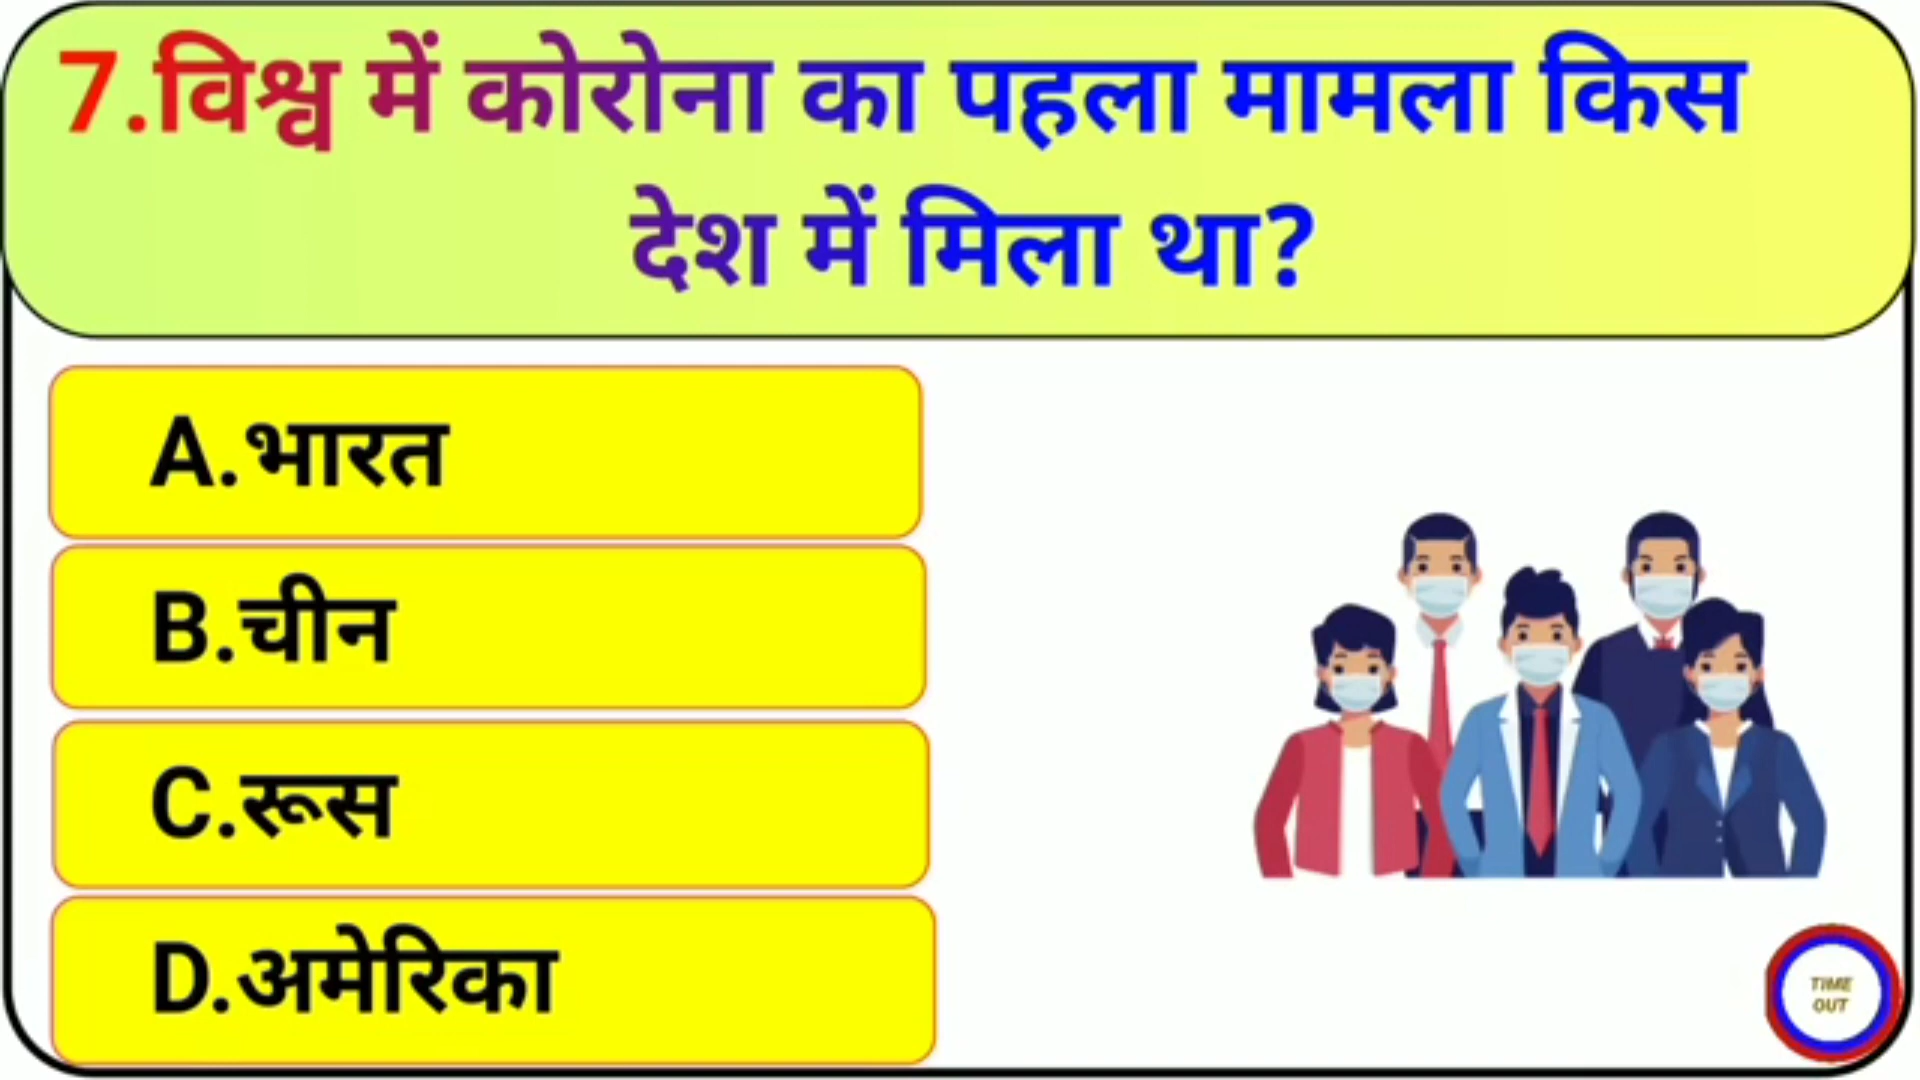 7.विश्व में कोरोना का पहला मामला किस
देश में मिला था?
A.भारत
B.चीन
C.रूस
D.अमेरिका
TIME
OUT